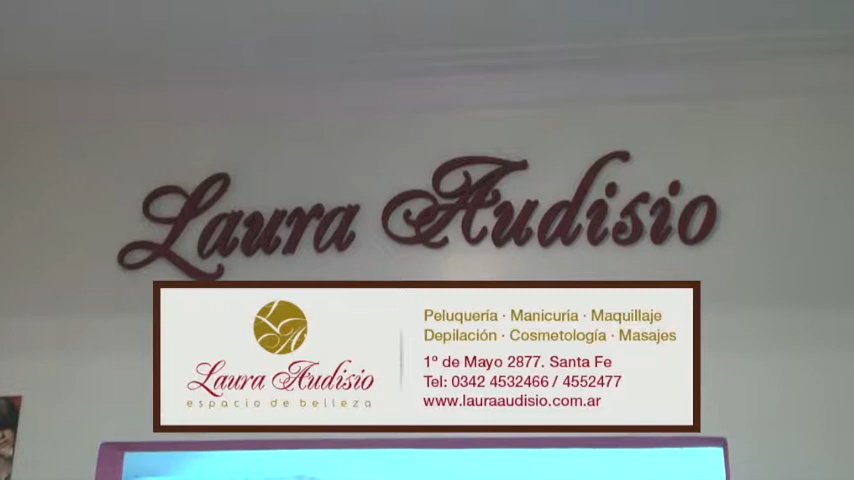 Laura Audisio
LA
Laura Audisio
espacio de belleza
Peluquería · Manicuria · Maquillaje
Depilación · Cosmetología · Masajes
1º de Mayo 2877. Santa Fe
Tel: 0342 4532466 / 4552477
www.lauraaudisio.com.ar